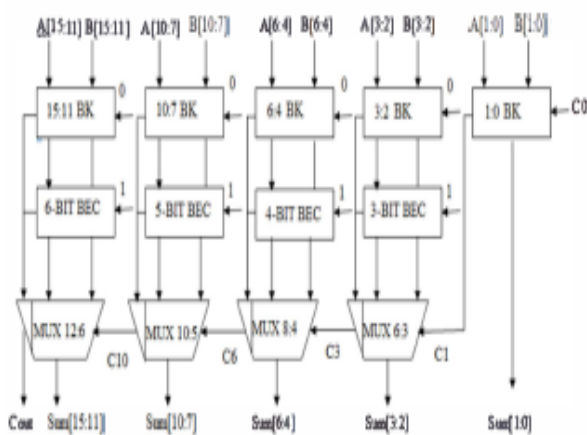 A[15:11] B[15:11] A[10:7] B[10:7] A[6:4] B[6:4] A[3:2] B[3:2] A[1:0] B[1:0]
0 0 0 0
15:11 BK 10:7 BK 6:4 BK 3:2 BK 1:0 BK C0
1 1 1 1
6-BIT BEC 5-BIT BEC 4-BIT BEC 3-BIT BEC
MUX 12:6 MUX 10:5 MUX 8:4 MUX 6:3
C10 C6 C3 C1
Cout Sum[15:11] Sum[10:7] Sum[6:4] Sum[3:2] Sum[1:0]